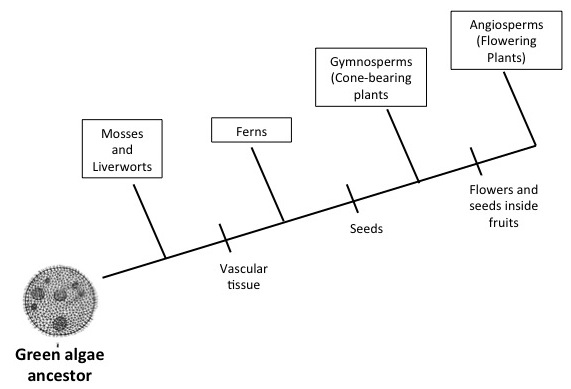 Angiosperms
(Flowering
Plants)
Gymnosperms
(Cone-bearing
plants
Ferns
Mosses
and
Liverworts
Flowers and
seeds inside
fruits
Seeds
Vascular
tissue
Green algae
ancestor